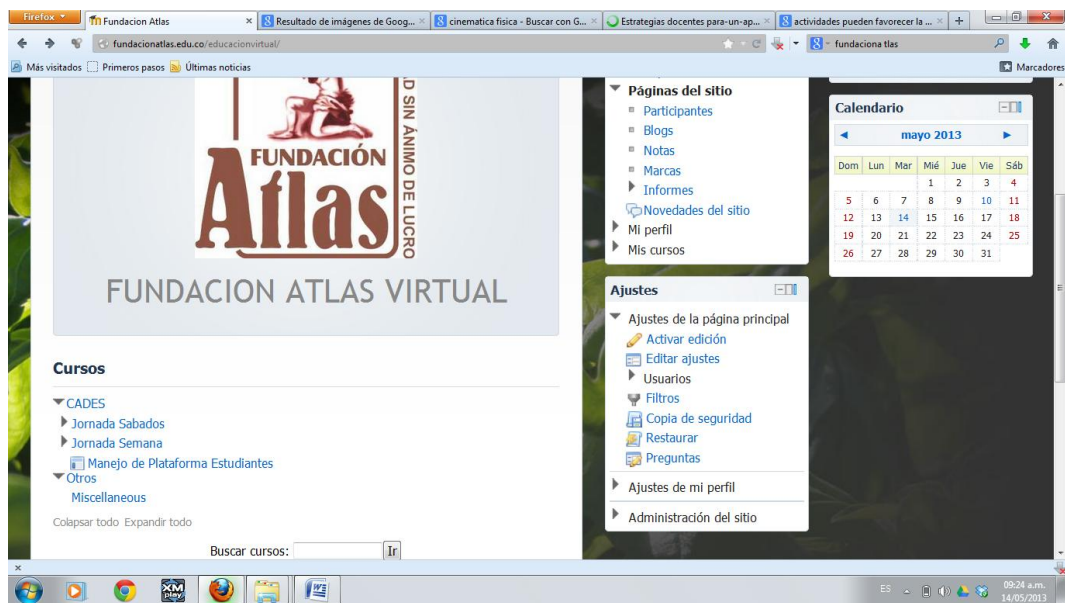 Firefox
Fundacion Atlas
Resultado de imágenes de Goog...
cinematica fisica - Buscar con G...
Estrategias docentes para-un-ap...
actividades pueden favorecer la ...
fundacionatlas.edu.co/educacionvirtual/
fundaciona tlas
Más visitados
Primeros pasos
Últimas noticias
Marcadores
AD SIN ÁNIMO DE LUCRO
FUNDACIÓN
Atlas
FUNDACION ATLAS VIRTUAL
Cursos
CADES
Jornada Sabados
Jornada Semana
Manejo de Plataforma Estudiantes
Otros
Miscellaneous
Colapsar todo Expandir todo
Buscar cursos:
Ir
Páginas del sitio
Participantes
Blogs
Notas
Marcas
Informes
Novedades del sitio
Mi perfil
Mis cursos
Ajustes
Ajustes de la página principal
Activar edición
Editar ajustes
Usuarios
Filtros
Copia de seguridad
Restaurar
Preguntas
Ajustes de mi perfil
Administración del sitio
Calendario
mayo 2013
Dom Lun Mar Mié Jue Vie Sáb
1 2 3 4
5 6 7 8 9 10 11
12 13 14 15 16 17 18
19 20 21 22 23 24 25
26 27 28 29 30 31
XM
play
W
ES
09:24 a.m.
14/05/2013